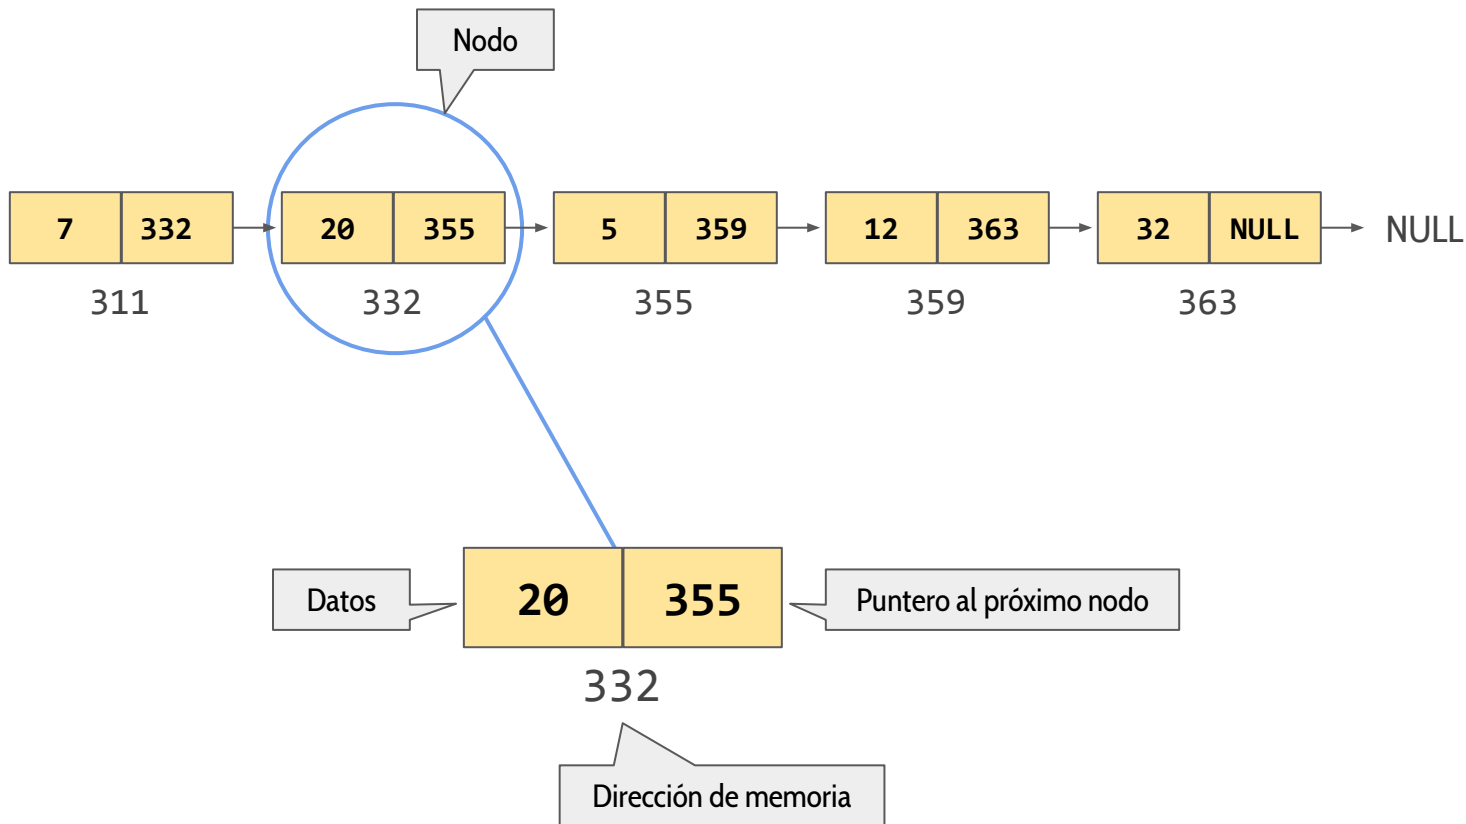 Nodo
7 332 20 355 5 359 12 363 32 NULL NULL
311 332 355 359 363
Datos 20 355 Puntero al próximo nodo
332
Dirección de memoria